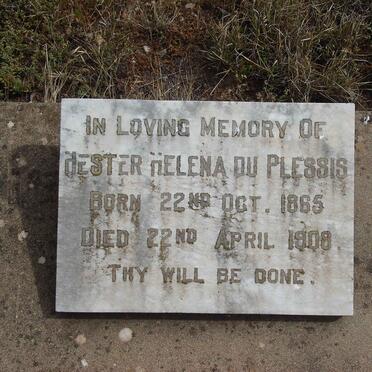 In Loving Memory Of
Hester Helena du Plessis
Born 22nd Oct. 1865
Died 22nd April 1908
Thy will be done.